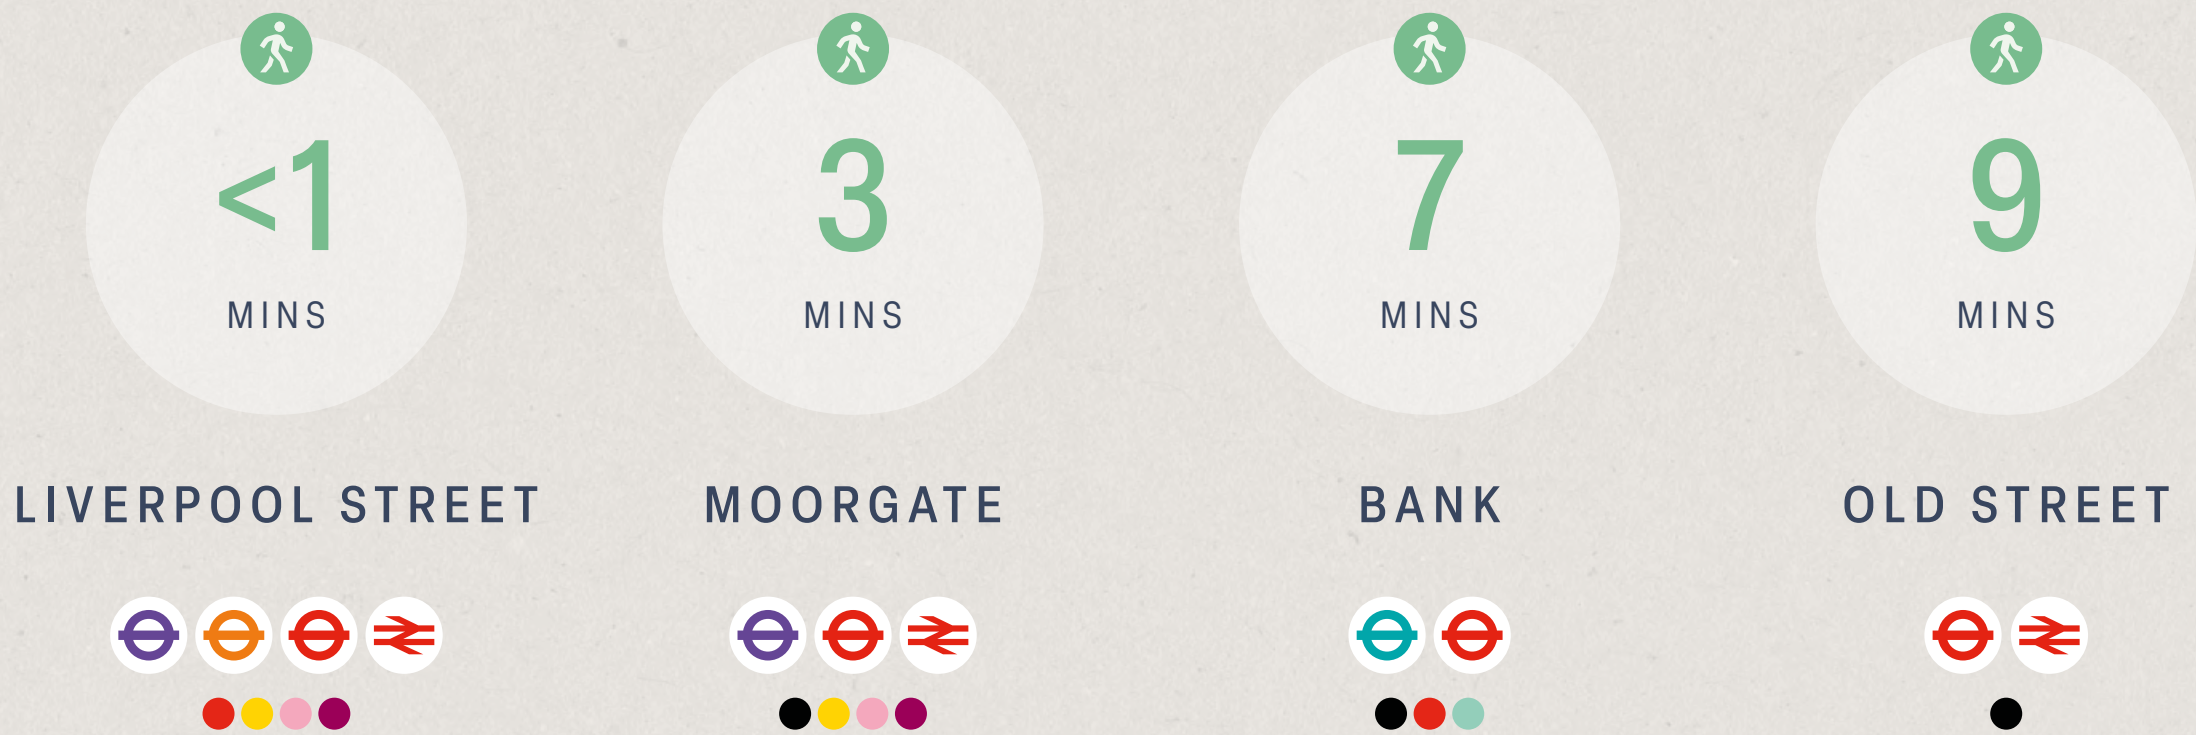 <1
MINS
LIVERPOOL STREET
3
MINS
MOORGATE
7
MINS
BANK
9
MINS
OLD STREET